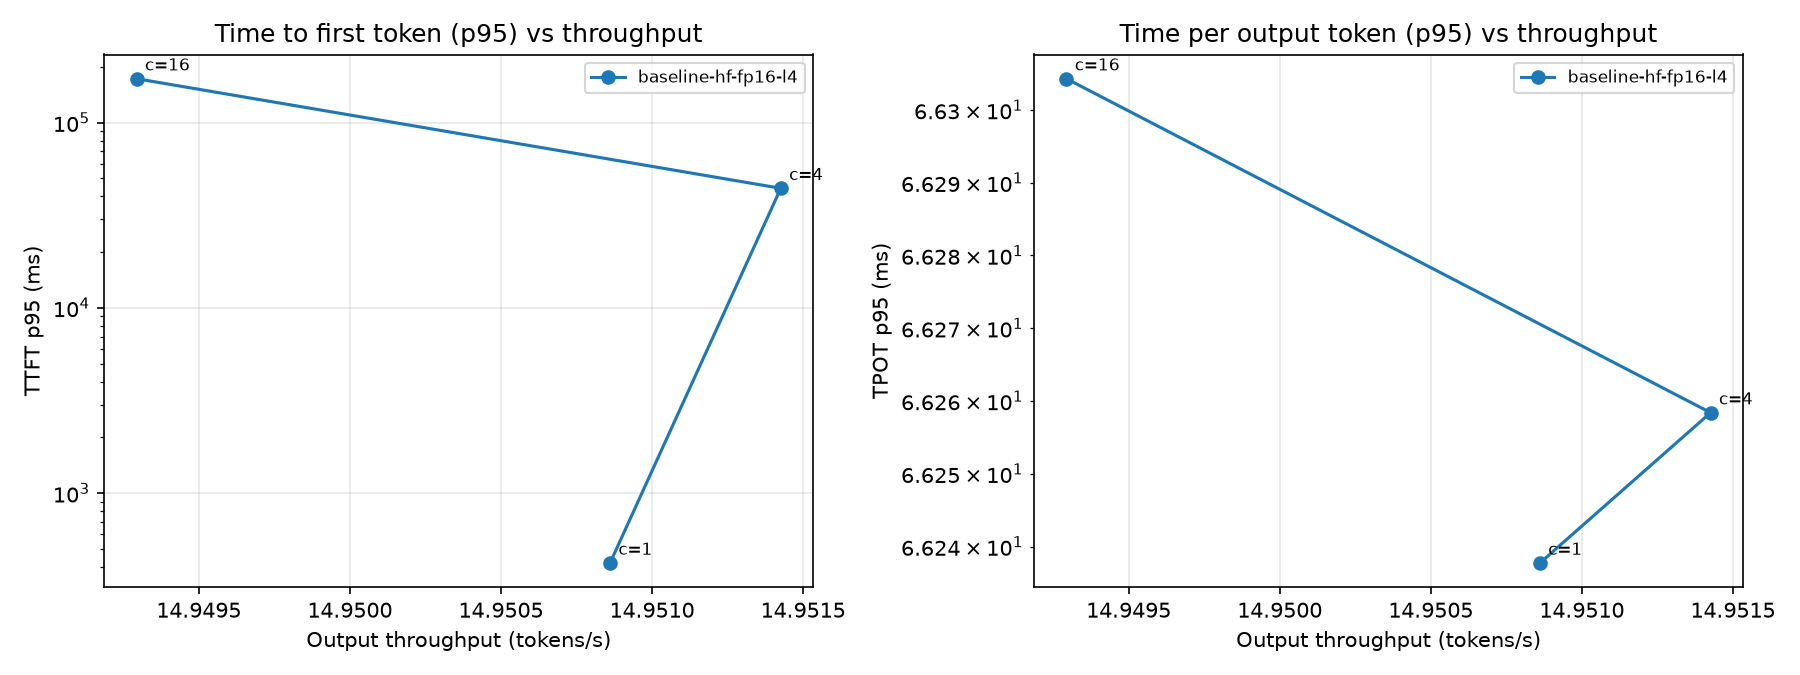 Time to first token (p95) vs throughput
c=16
baseline-hf-fp16-l4
10^5
c=4
10^4
TTFT p95 (ms)
10^3
c=1
14.9495 14.9500 14.9505 14.9510 14.9515
Output throughput (tokens/s)
Time per output token (p95) vs throughput
c=16
baseline-hf-fp16-l4
6.63 × 10^1
6.629 × 10^1
6.628 × 10^1
6.627 × 10^1
TPOT p95 (ms)
6.626 × 10^1
c=4
6.625 × 10^1
6.624 × 10^1
c=1
14.9495 14.9500 14.9505 14.9510 14.9515
Output throughput (tokens/s)